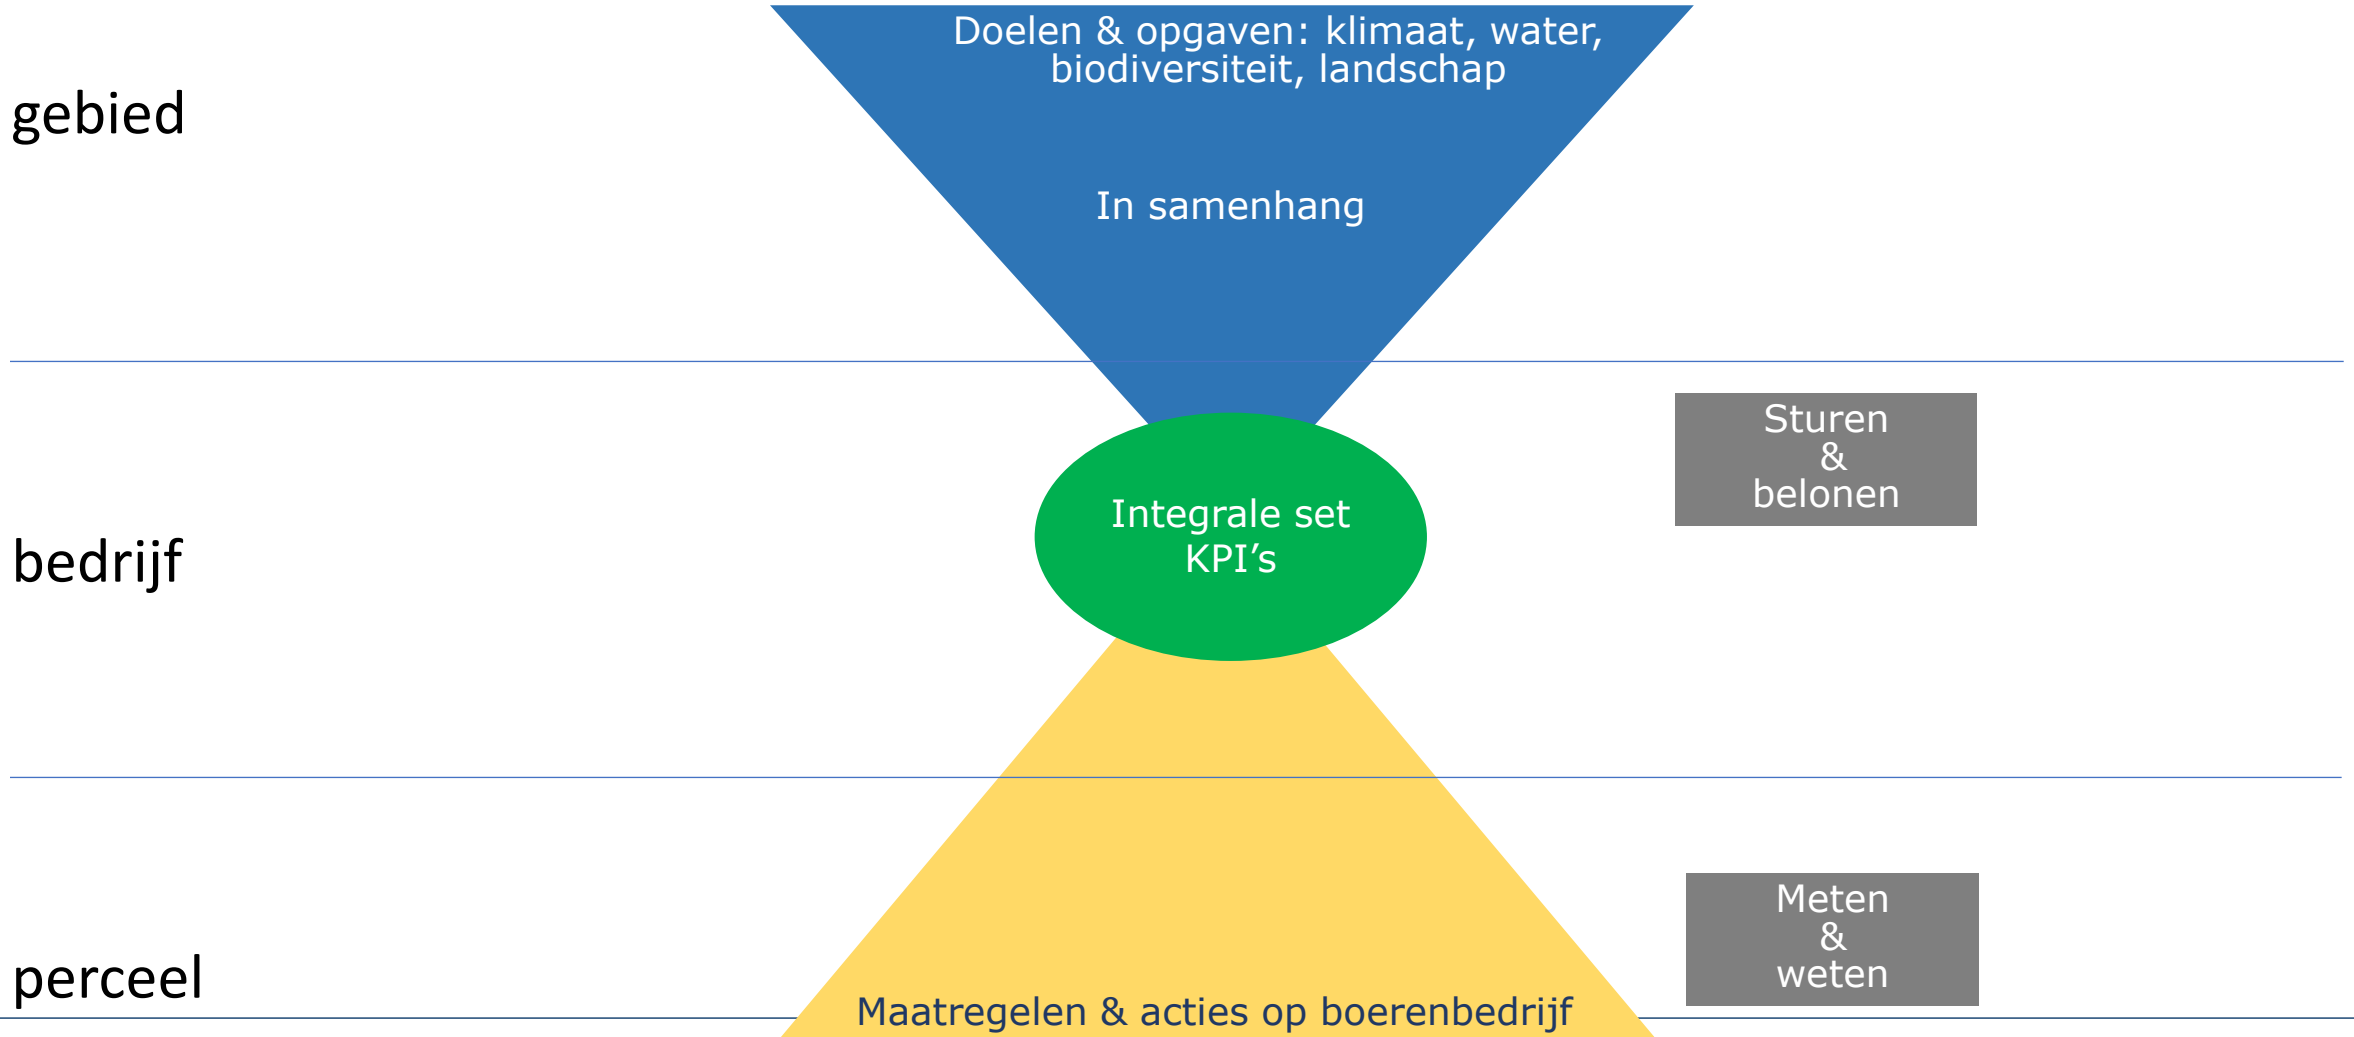 Doelen & opgaven: klimaat, water,
biodiversiteit, landschap
gebied
In samenhang
Sturen
&
belonen
Integrale set
KPI’s
bedrijf
Meten
&
weten
perceel
Maatregelen & acties op boerenbedrijf